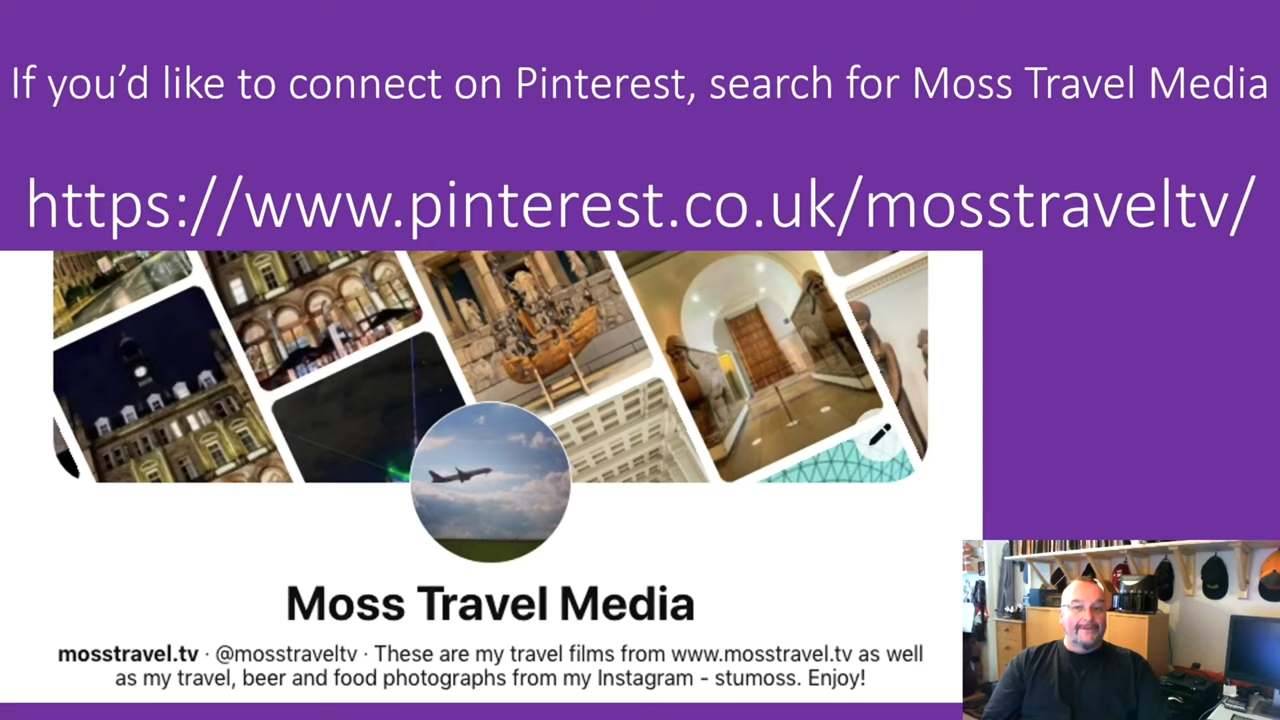 If you’d like to connect on Pinterest, search for Moss Travel Media
https://www.pinterest.co.uk/mosstraveltv/
Moss Travel Media
mosstravel.tv · @mosstraveltv · These are my travel films from www.mosstravel.tv as well
as my travel, beer and food photographs from my Instagram - stumoss. Enjoy!